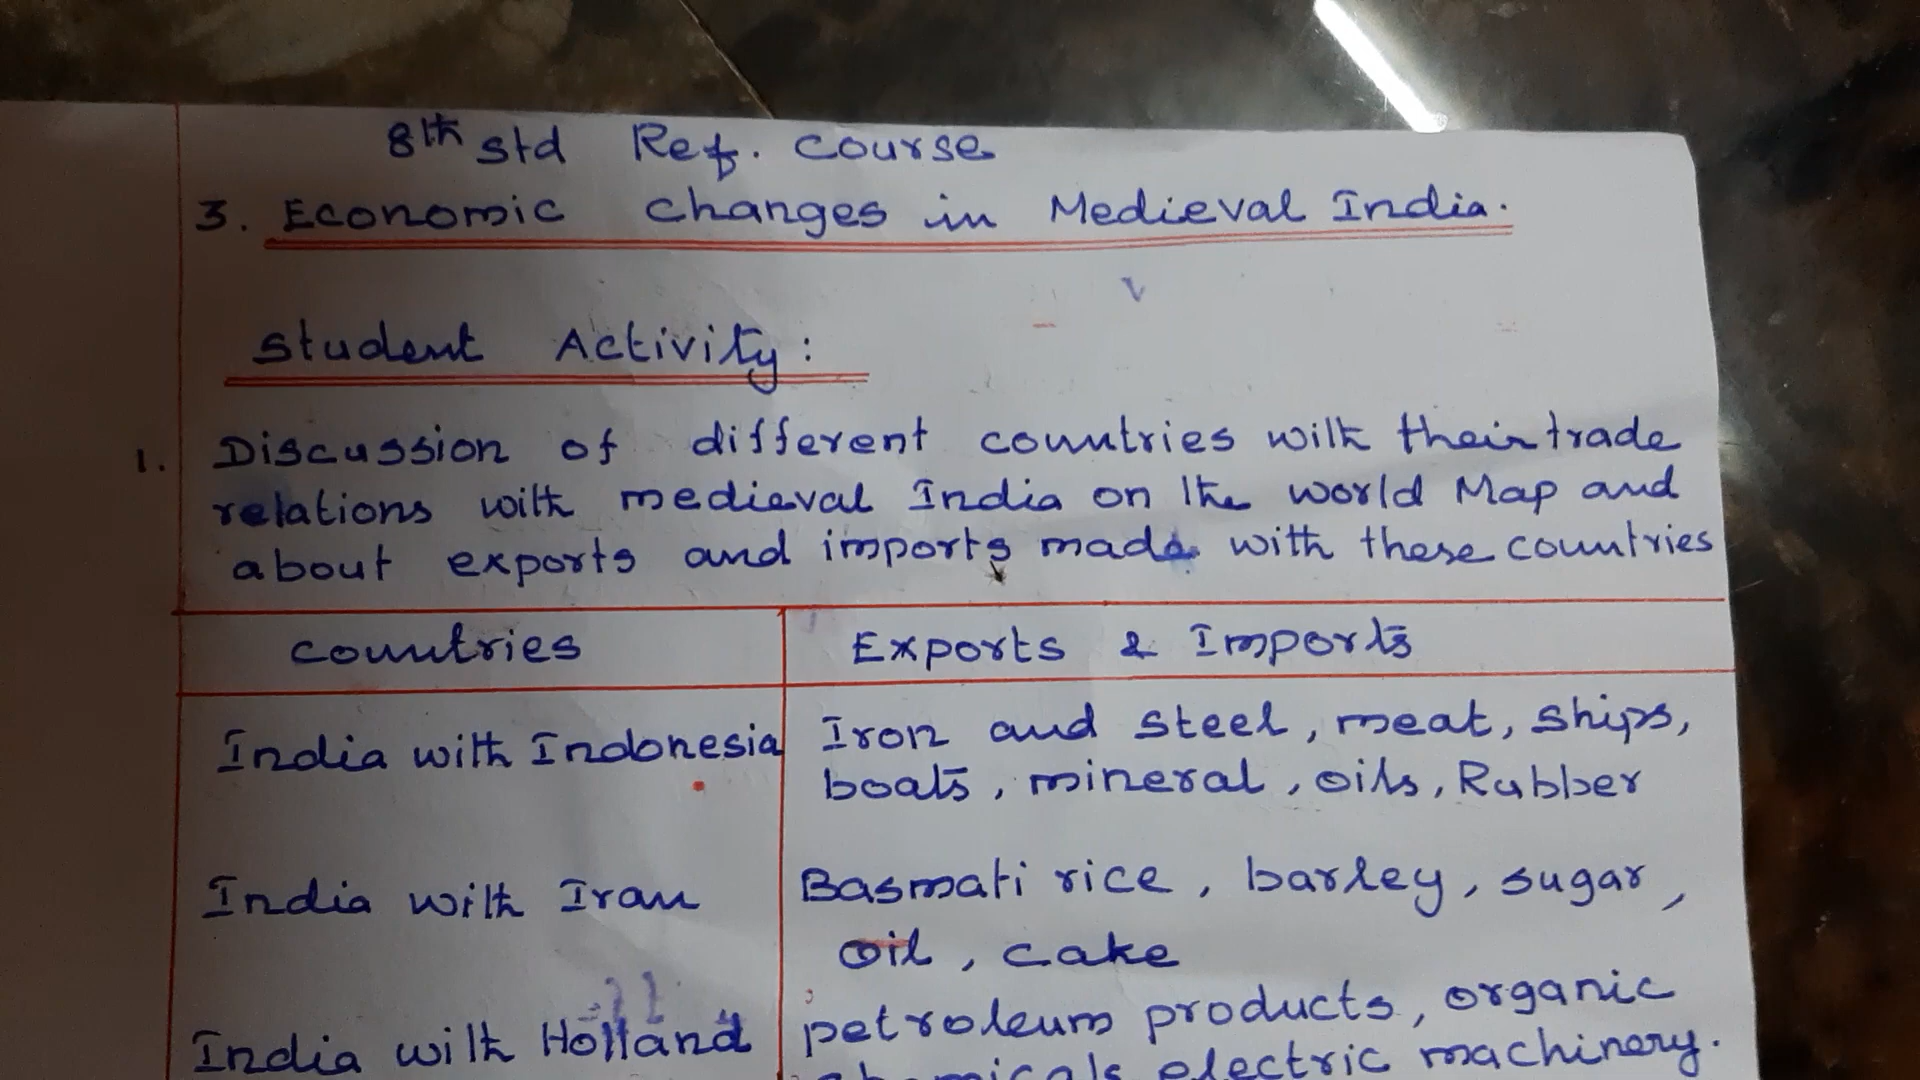 8th std Ref. course
3. Economic changes in Medieval India.
Student Activity:
1. Discussion of different countries with their trade
relations with medieval India on the world Map and
about exports and imports made with these countries
countries Exports & Imports
India with Indonesia Iron and steel, meat, ships,
boats, mineral, oils, Rubber
India with Iran Basmati rice, barley, sugar,
oil, cake
India with Holland petroleum products, organic
chemicals electric machinery.